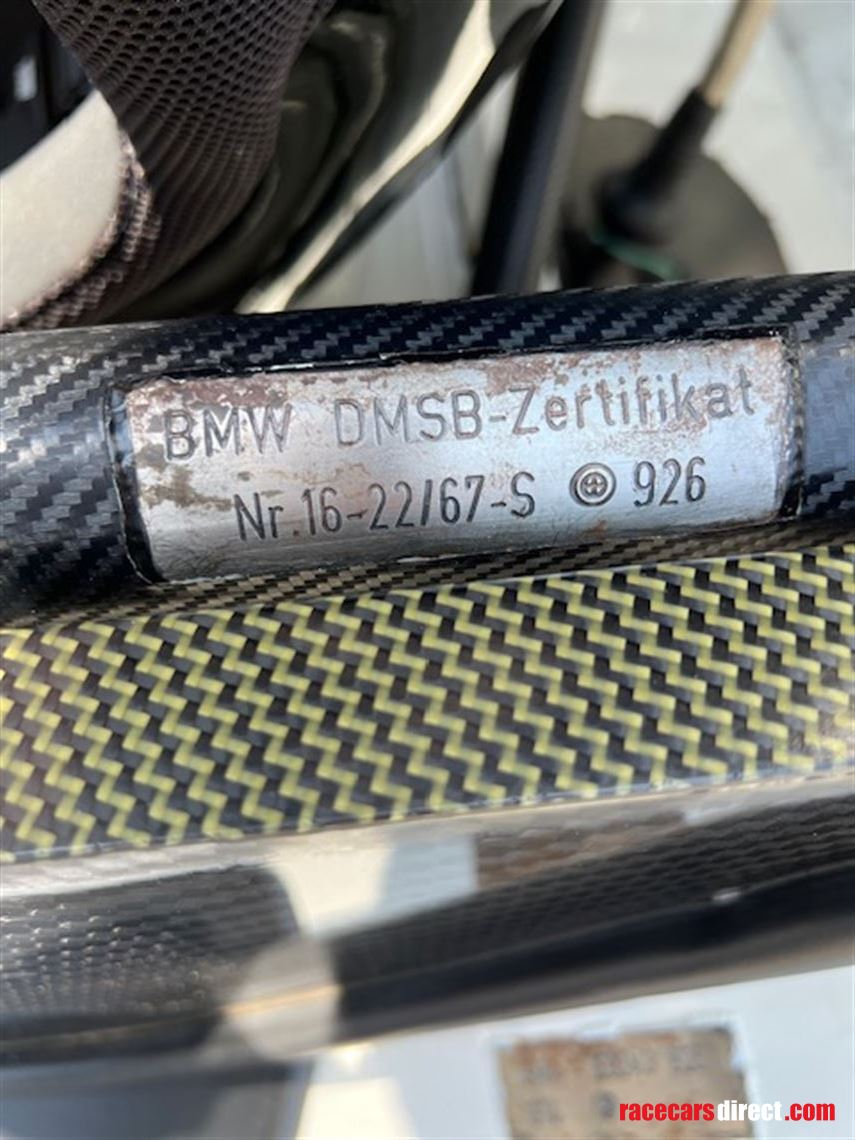 BMW DMSB-Zertifikat
Nr.16-22/67-S 926
racecarsdirect.com